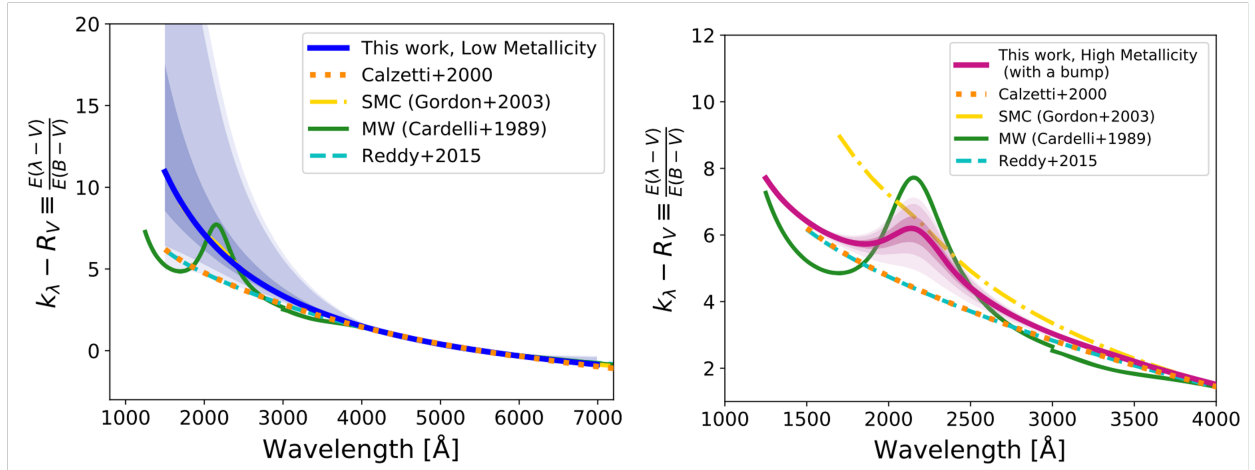 20
15
10
5
0
k_λ − R_V ≡ E(λ − V)/E(B − V)
This work, Low Metallicity
Calzetti+2000
SMC (Gordon+2003)
MW (Cardelli+1989)
Reddy+2015
1000 2000 3000 4000 5000 6000 7000
Wavelength [Å]
12
10
8
6
4
2
k_λ − R_V ≡ E(λ − V)/E(B − V)
This work, High Metallicity
(with a bump)
Calzetti+2000
SMC (Gordon+2003)
MW (Cardelli+1989)
Reddy+2015
1000 1500 2000 2500 3000 3500 4000
Wavelength [Å]